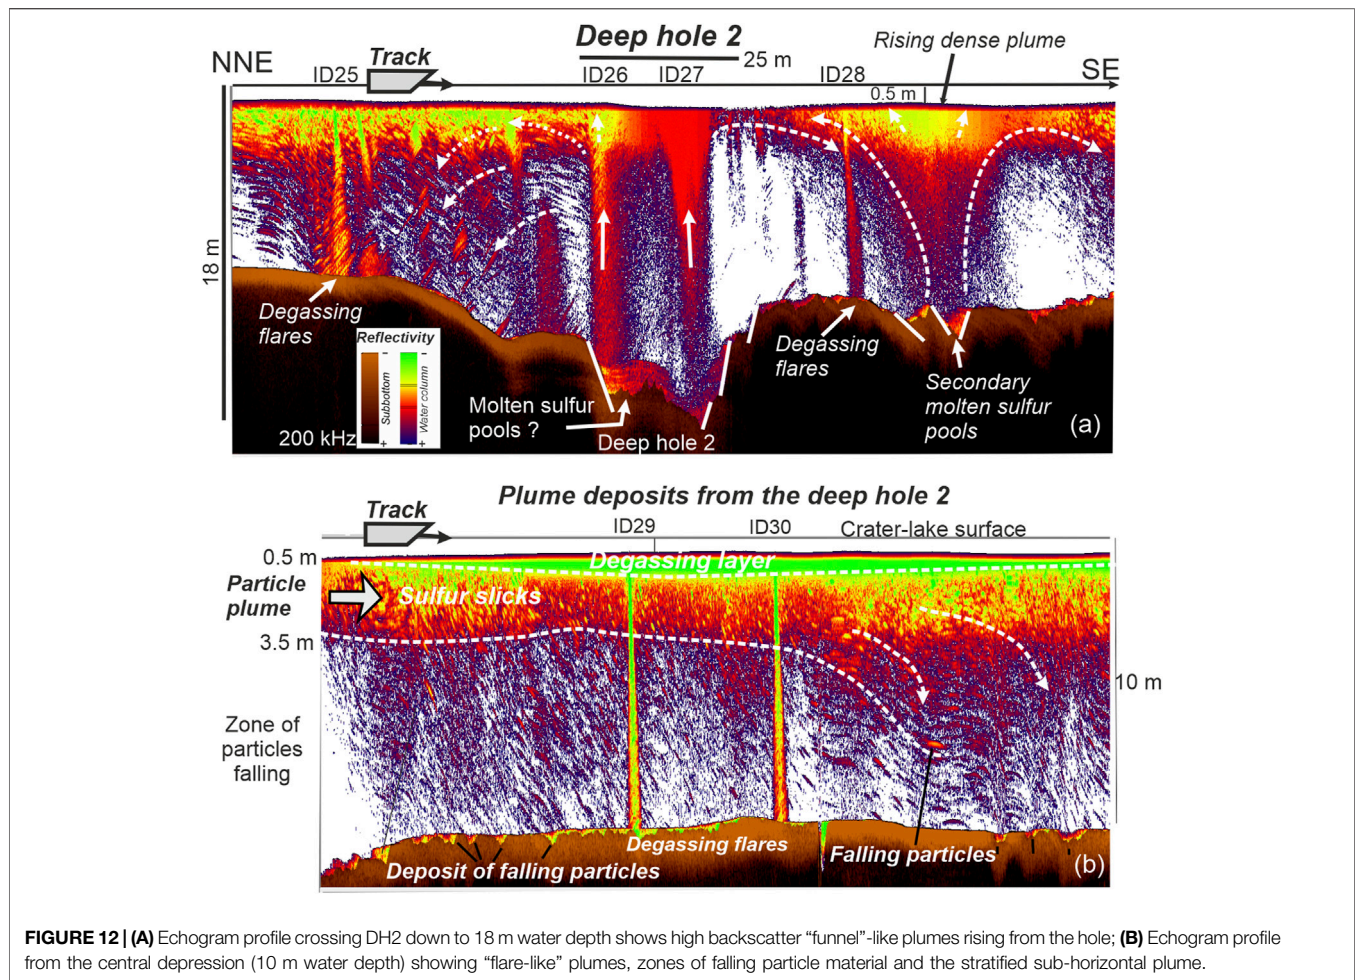 Deep hole 2
Rising dense plume
NNE
Track
25 m
SE
ID25
ID26
ID27
ID28
0.5 m
18 m
Degassing
flares
Reflectivity
-
-
Subbottom
Water column
+
+
200 kHz
Molten sulfur
pools ?
Deep hole 2
Degassing
flares
Secondary
molten sulfur
pools
(a)
Plume deposits from the deep hole 2
Track
ID29
ID30
Crater-lake surface
0.5 m
Degassing layer
Particle
plume
Sulfur slicks
3.5 m
10 m
Zone of
particles
falling
Degassing flares
Deposit of falling particles
Falling particles
(b)
FIGURE 12 | (A) Echogram profile crossing DH2 down to 18 m water depth shows high backscatter “funnel”-like plumes rising from the hole; (B) Echogram profile
from the central depression (10 m water depth) showing “flare-like” plumes, zones of falling particle material and the stratified sub-horizontal plume.